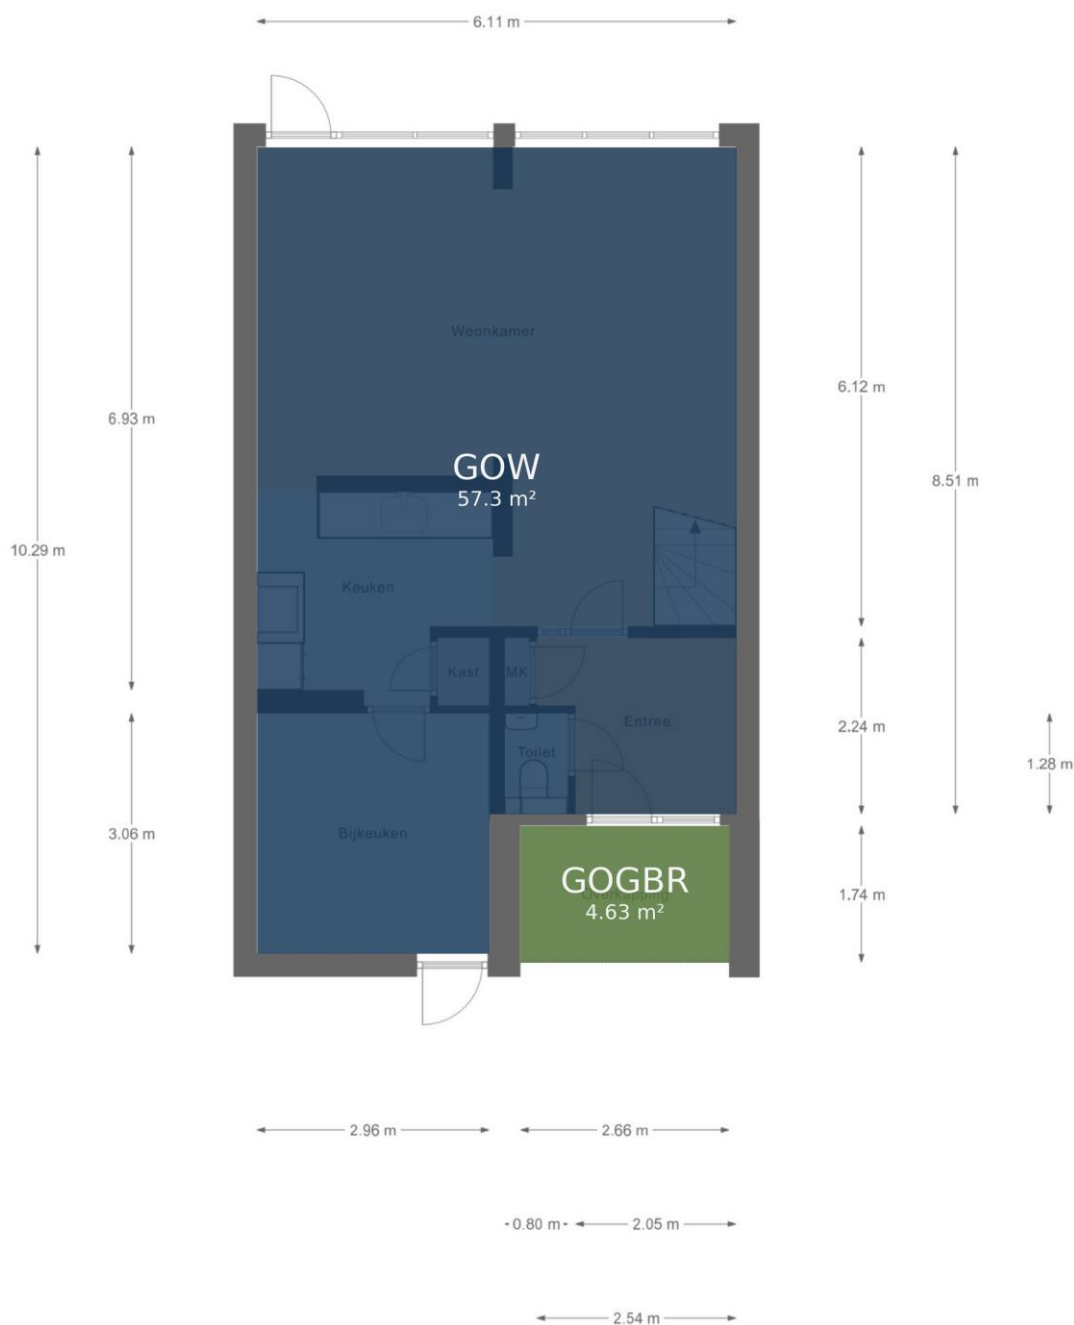 6.11 m
Woonkamer
6.12 m
6.93 m
GOW
57.3 m²
8.51 m
10.29 m
Keuken
Kast
MK
Entree
2.24 m
Toilet
1.28 m
Bijkeuken
3.06 m
GOGBR
Overkapping
4.63 m²
1.74 m
2.96 m
2.66 m
0.80 m
2.05 m
2.54 m